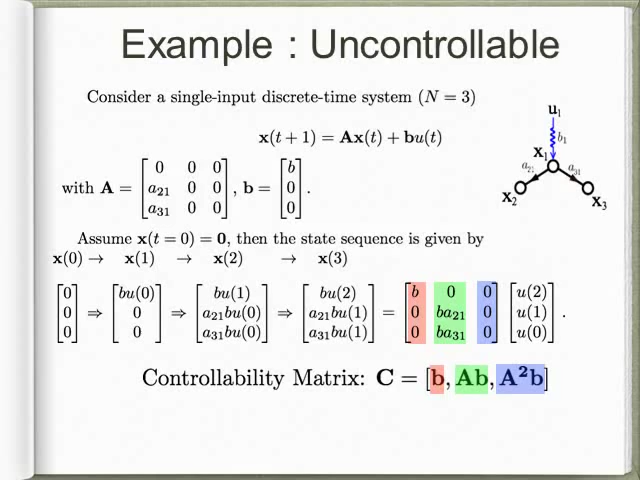 Example : Uncontrollable
Consider a single-input discrete-time system (N = 3)
x(t + 1) = Ax(t) + bu(t)
with A = [0 0 0; a21 0 0; a31 0 0], b = [b; 0; 0].
u1
b1
x1
a21 a31
x2 x3
Assume x(t = 0) = 0, then the state sequence is given by
x(0) → x(1) → x(2) → x(3)
[0; 0; 0] ⇒ [bu(0); 0; 0] ⇒ [bu(1); a21bu(0); a31bu(0)] ⇒ [bu(2); a21bu(1); a31bu(1)] = [b 0 0; 0 ba21 0; 0 ba31 0] [u(2); u(1); u(0)].
Controllability Matrix: C = [b, Ab, A²b]